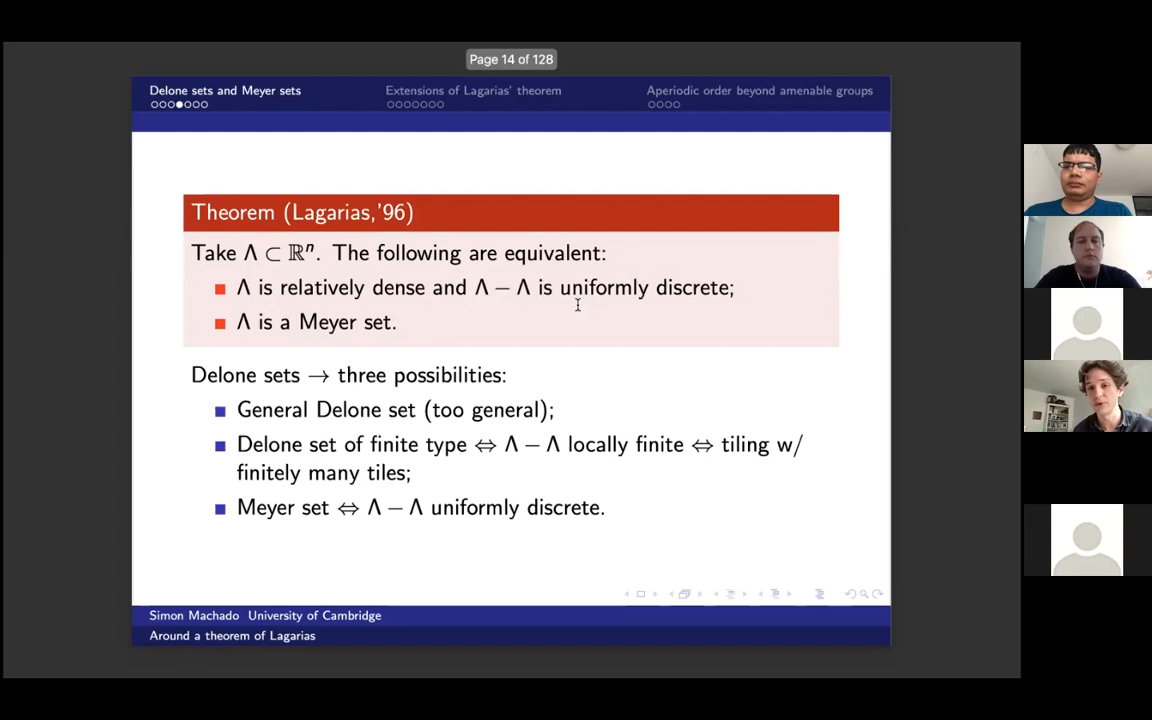 Page 14 of 128
Delone sets and Meyer sets
Extensions of Lagarias' theorem
Aperiodic order beyond amenable groups
Theorem (Lagarias,'96)
Take Λ ⊂ ℝⁿ. The following are equivalent:
Λ is relatively dense and Λ − Λ is uniformly discrete;
Λ is a Meyer set.
Delone sets → three possibilities:
General Delone set (too general);
Delone set of finite type ⇔ Λ − Λ locally finite ⇔ tiling w/
finitely many tiles;
Meyer set ⇔ Λ − Λ uniformly discrete.
Simon Machado University of Cambridge
Around a theorem of Lagarias